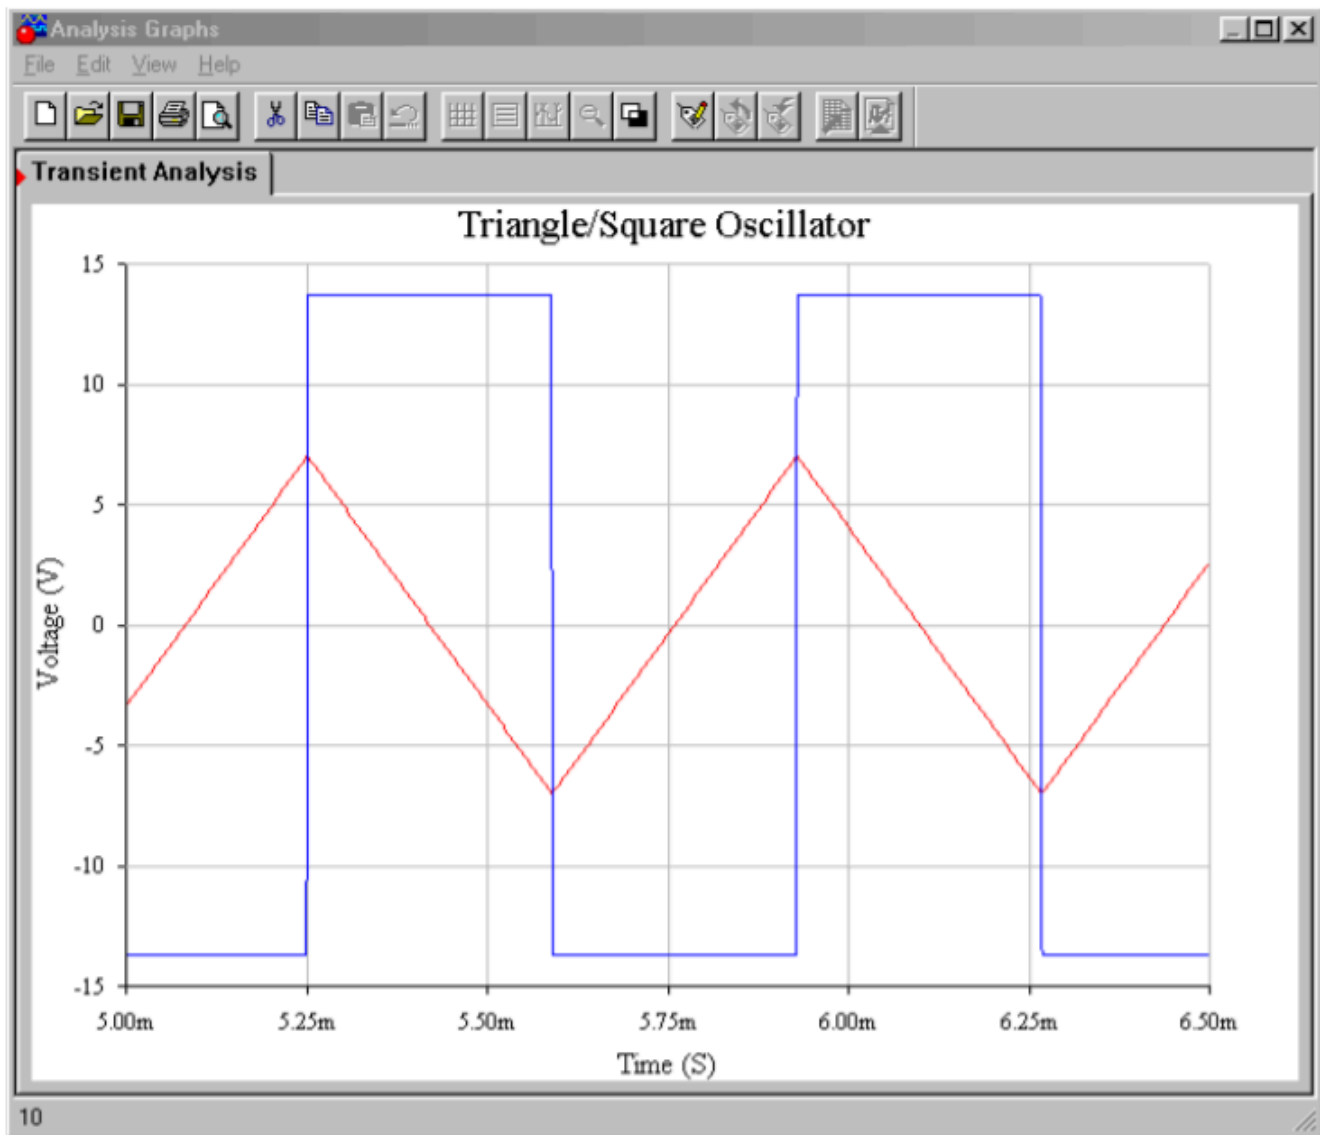 Analysis Graphs
File Edit View Help
Transient Analysis
Triangle/Square Oscillator
15
10
5
0
-5
-10
-15
Voltage (V)
5.00m 5.25m 5.50m 5.75m 6.00m 6.25m 6.50m
Time (S)
10